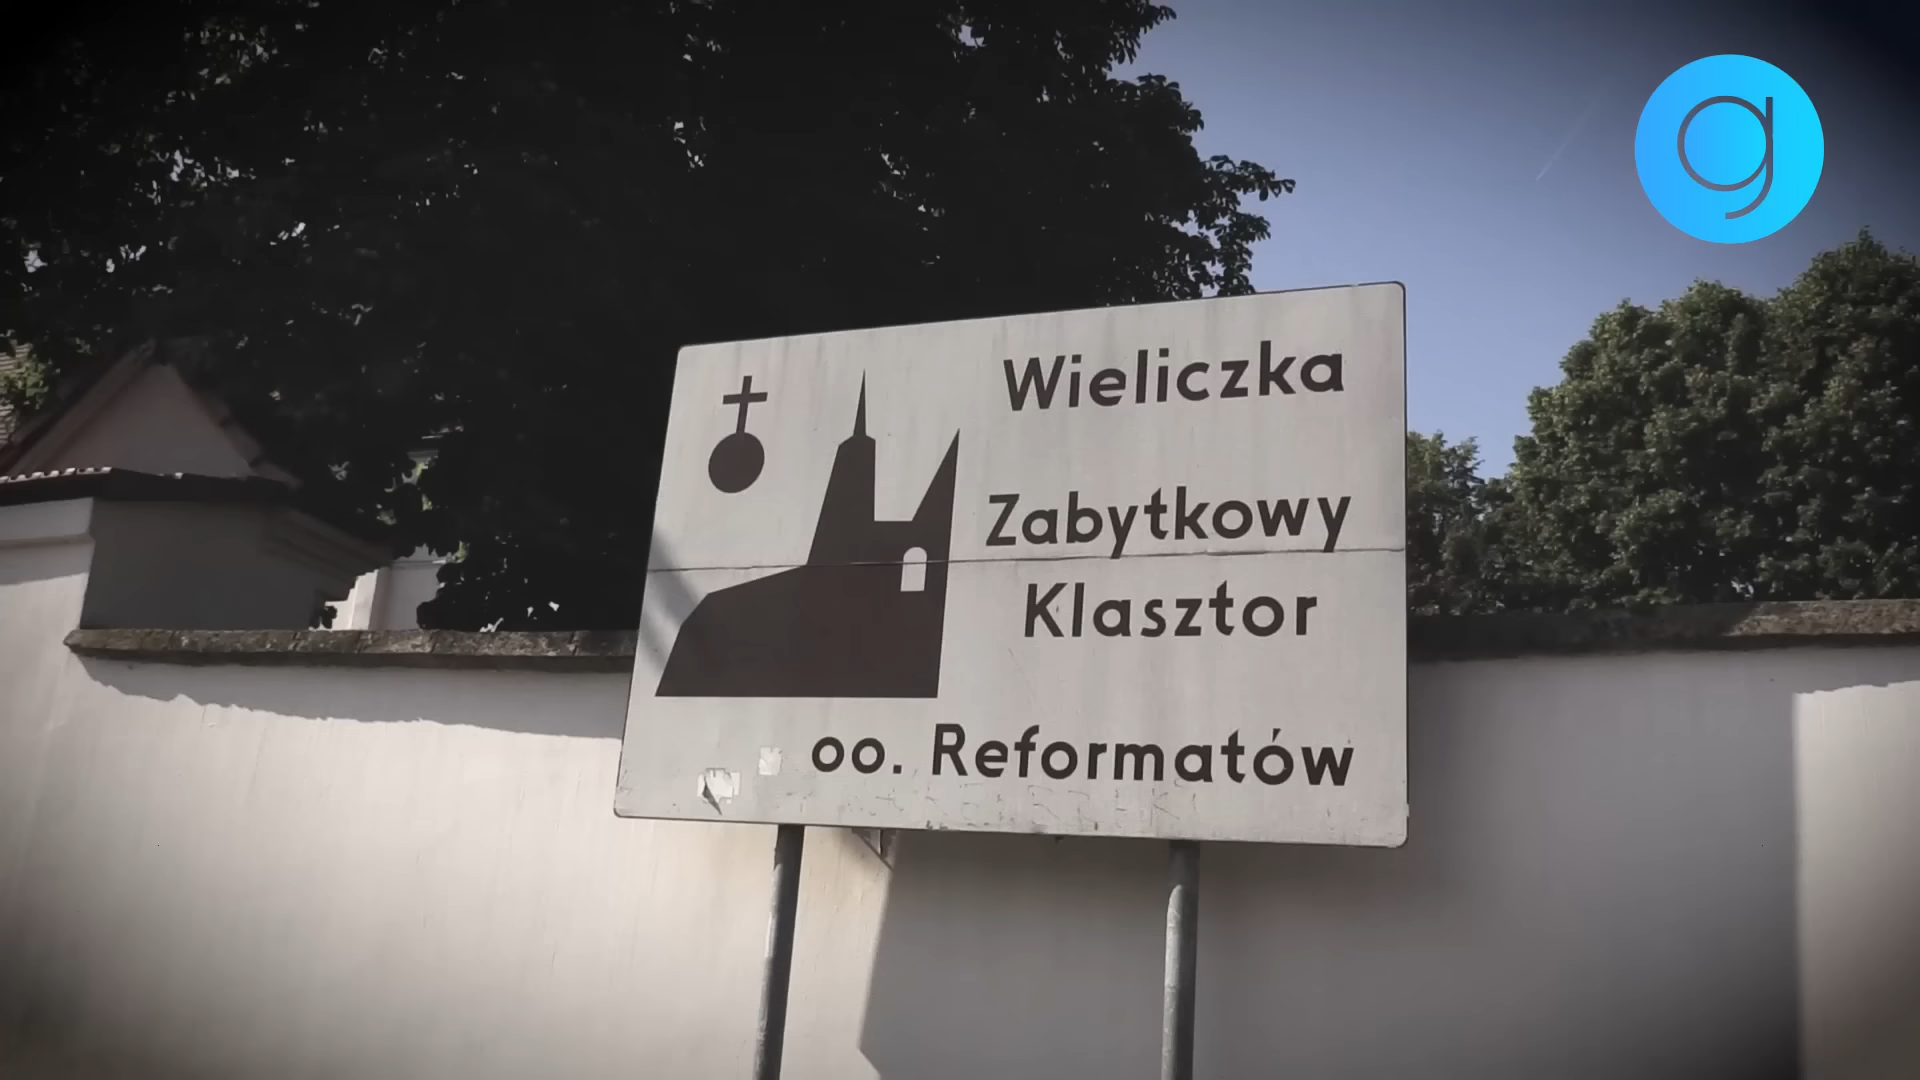 Wieliczka
Zabytkowy
Klasztor
oo. Reformatów
g